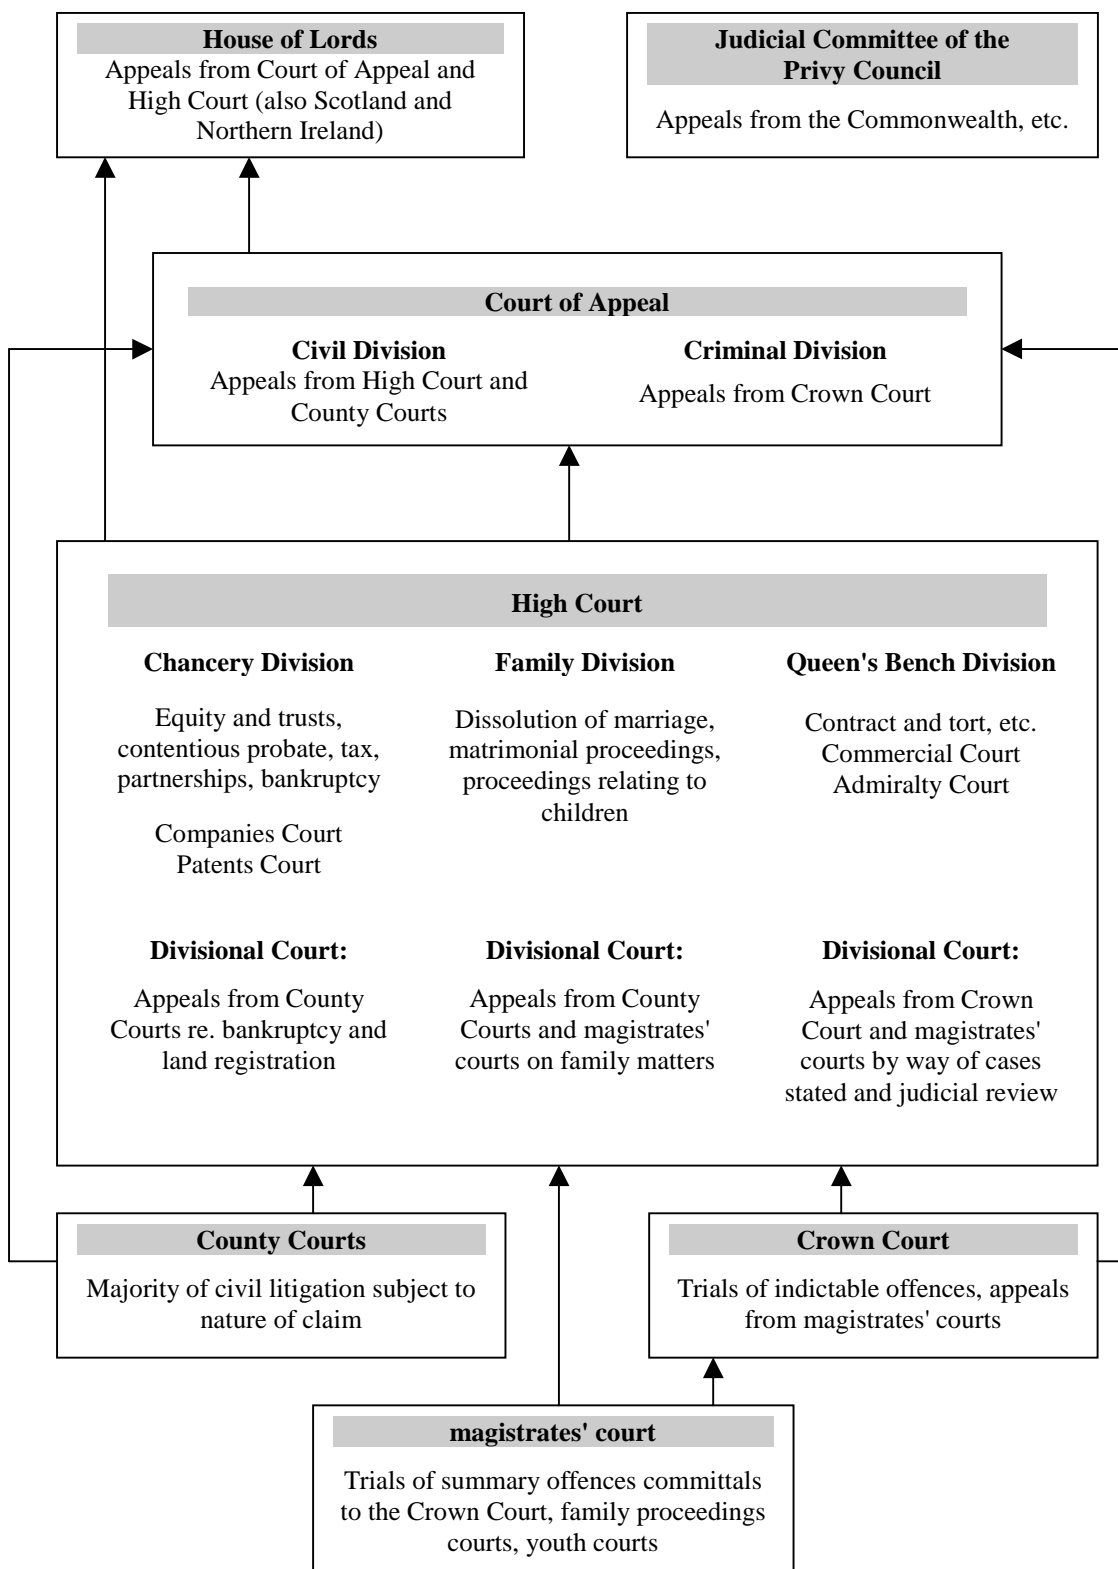 House of Lords
Appeals from Court of Appeal and
High Court (also Scotland and
Northern Ireland)
Judicial Committee of the
Privy Council
Appeals from the Commonwealth, etc.
Court of Appeal
Civil Division
Appeals from High Court and
County Courts
Criminal Division
Appeals from Crown Court
High Court
Chancery Division
Equity and trusts,
contentious probate, tax,
partnerships, bankruptcy
Companies Court
Patents Court
Family Division
Dissolution of marriage,
matrimonial proceedings,
proceedings relating to
children
Queen's Bench Division
Contract and tort, etc.
Commercial Court
Admiralty Court
Divisional Court:
Appeals from County
Courts re. bankruptcy and
land registration
Divisional Court:
Appeals from County
Courts and magistrates'
courts on family matters
Divisional Court:
Appeals from Crown
Court and magistrates'
courts by way of cases
stated and judicial review
County Courts
Majority of civil litigation subject to
nature of claim
Crown Court
Trials of indictable offences, appeals
from magistrates' courts
magistrates' court
Trials of summary offences committals
to the Crown Court, family proceedings
courts, youth courts